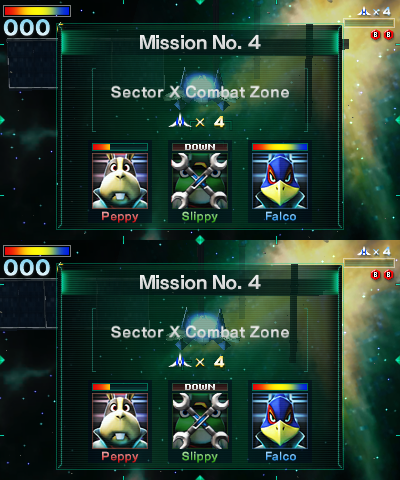 000
× 4
B B
Mission No. 4
Sector X Combat Zone
× 4
DOWN
Peppy Slippy Falco
000
× 4
B B
Mission No. 4
Sector X Combat Zone
× 4
DOWN
Peppy Slippy Falco